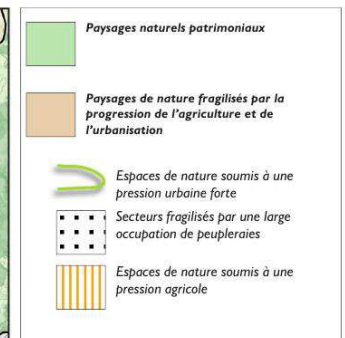 Paysages naturels patrimoniaux
Paysages de nature fragilisés par la
progression de l'agriculture et de
l'urbanisation
Espaces de nature soumis à une
pression urbaine forte
Secteurs fragilisés par une large
occupation de peupleraies
Espaces de nature soumis à une
pression agricole